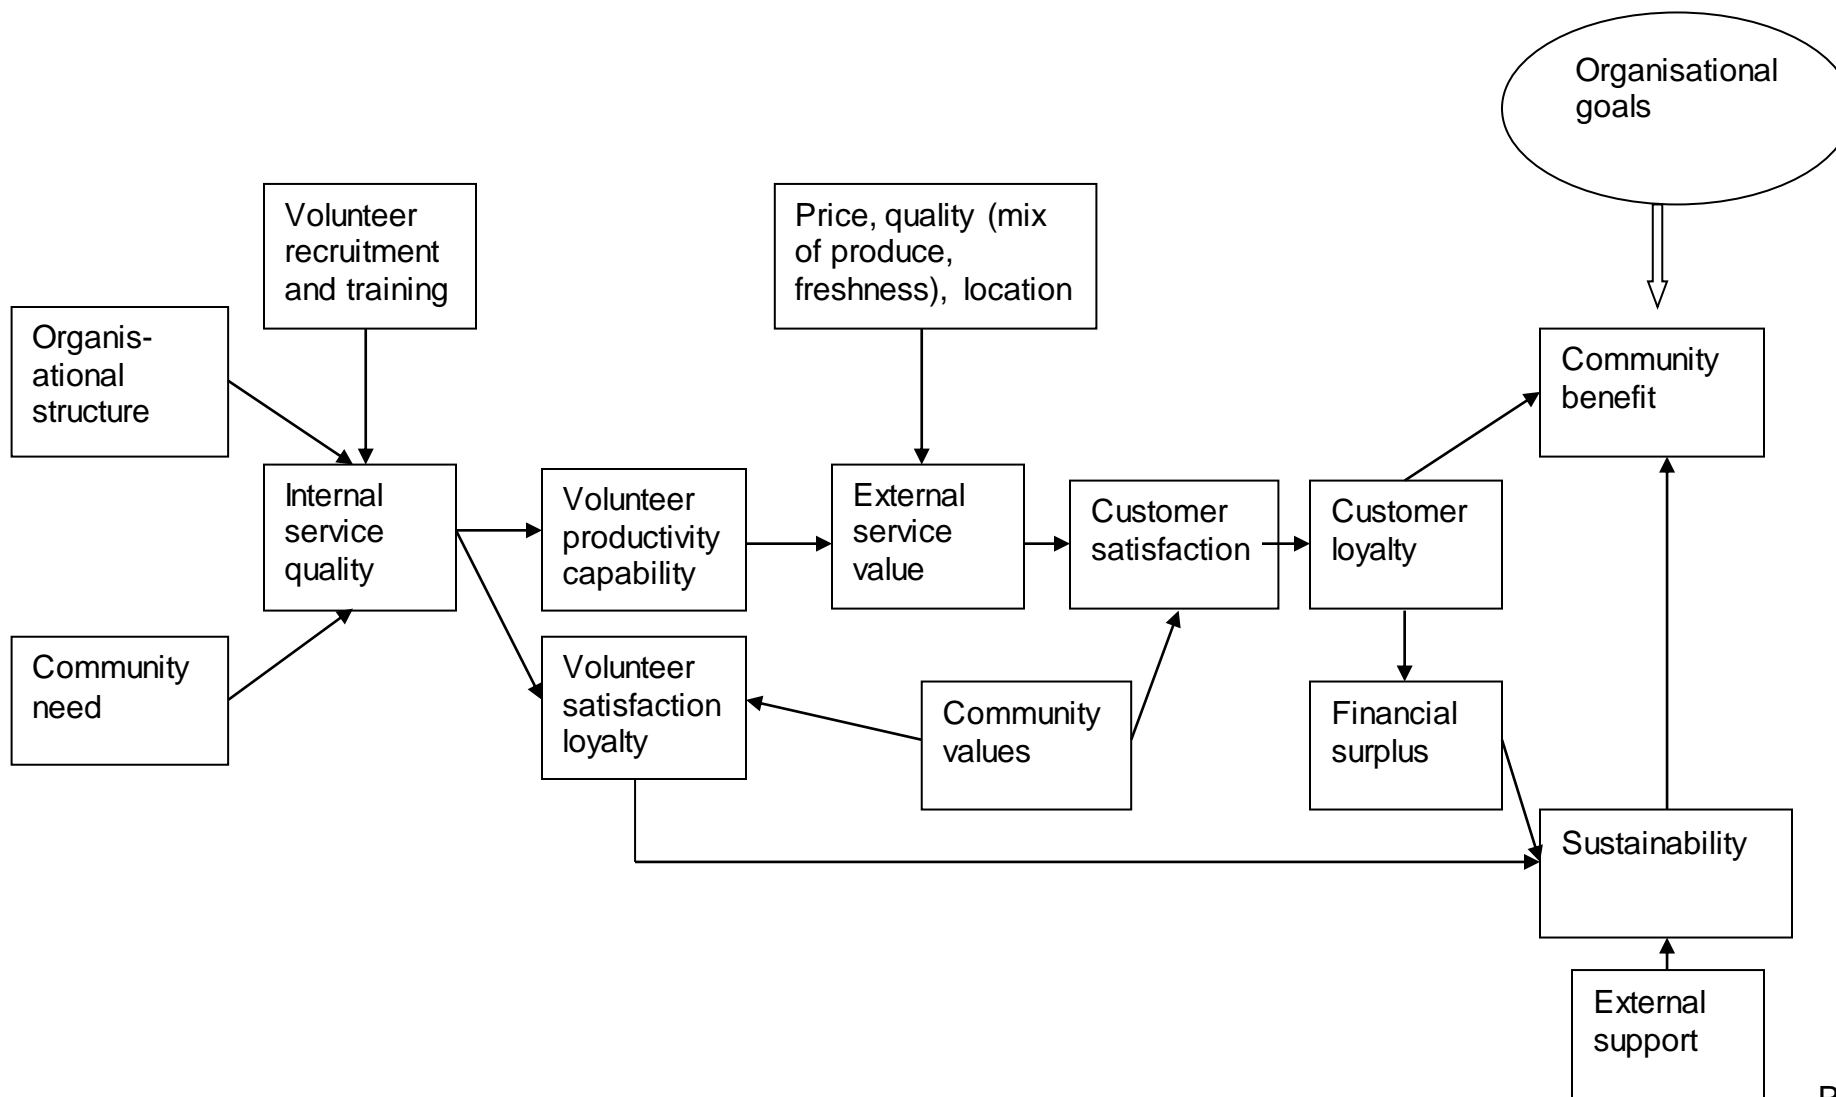 Organisational
goals
Volunteer
recruitment
and training
Price, quality (mix
of produce,
freshness), location
Organis-
ational
structure
Community
benefit
Internal
service
quality
Volunteer
productivity
capability
External
service
value
Customer
satisfaction
Customer
loyalty
Community
need
Volunteer
satisfaction
loyalty
Community
values
Financial
surplus
Sustainability
External
support